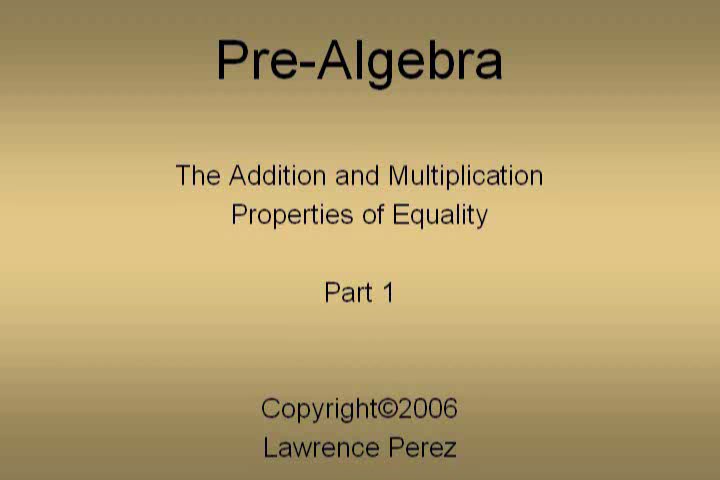 Pre-Algebra
The Addition and Multiplication
Properties of Equality
Part 1
Copyright©2006
Lawrence Perez